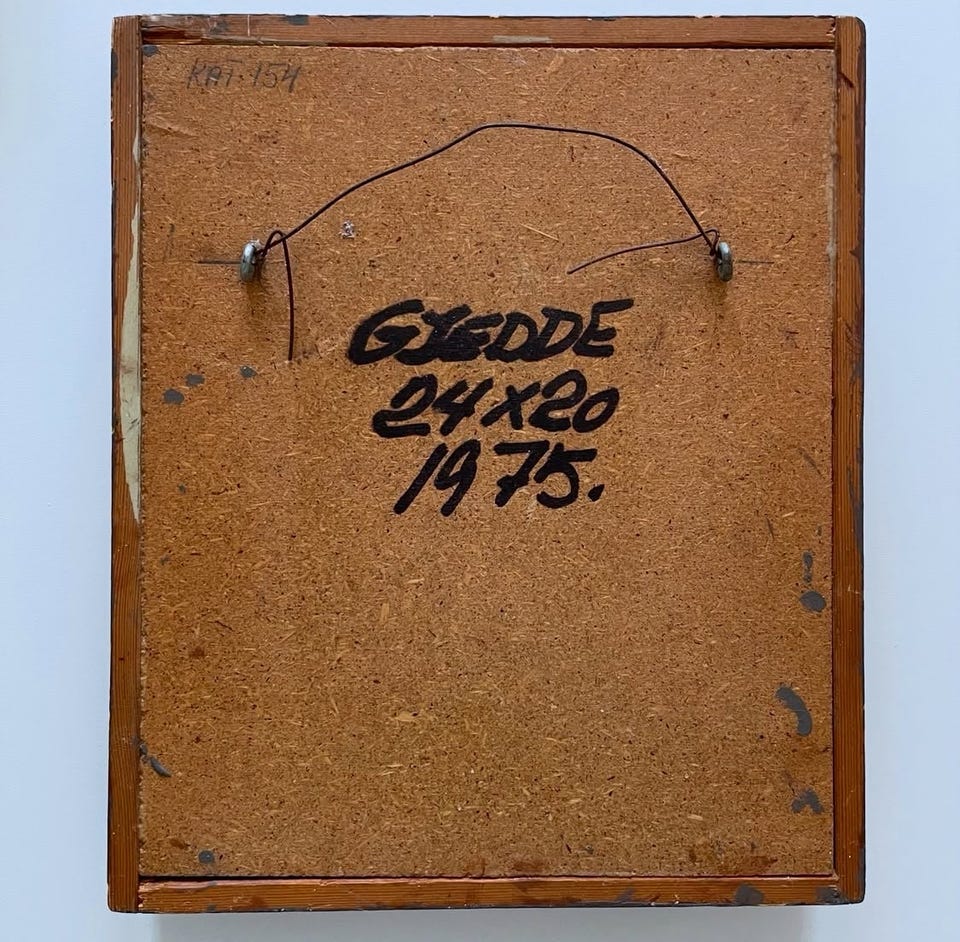 KAT. 154
GJEDDE
24x20
1975.